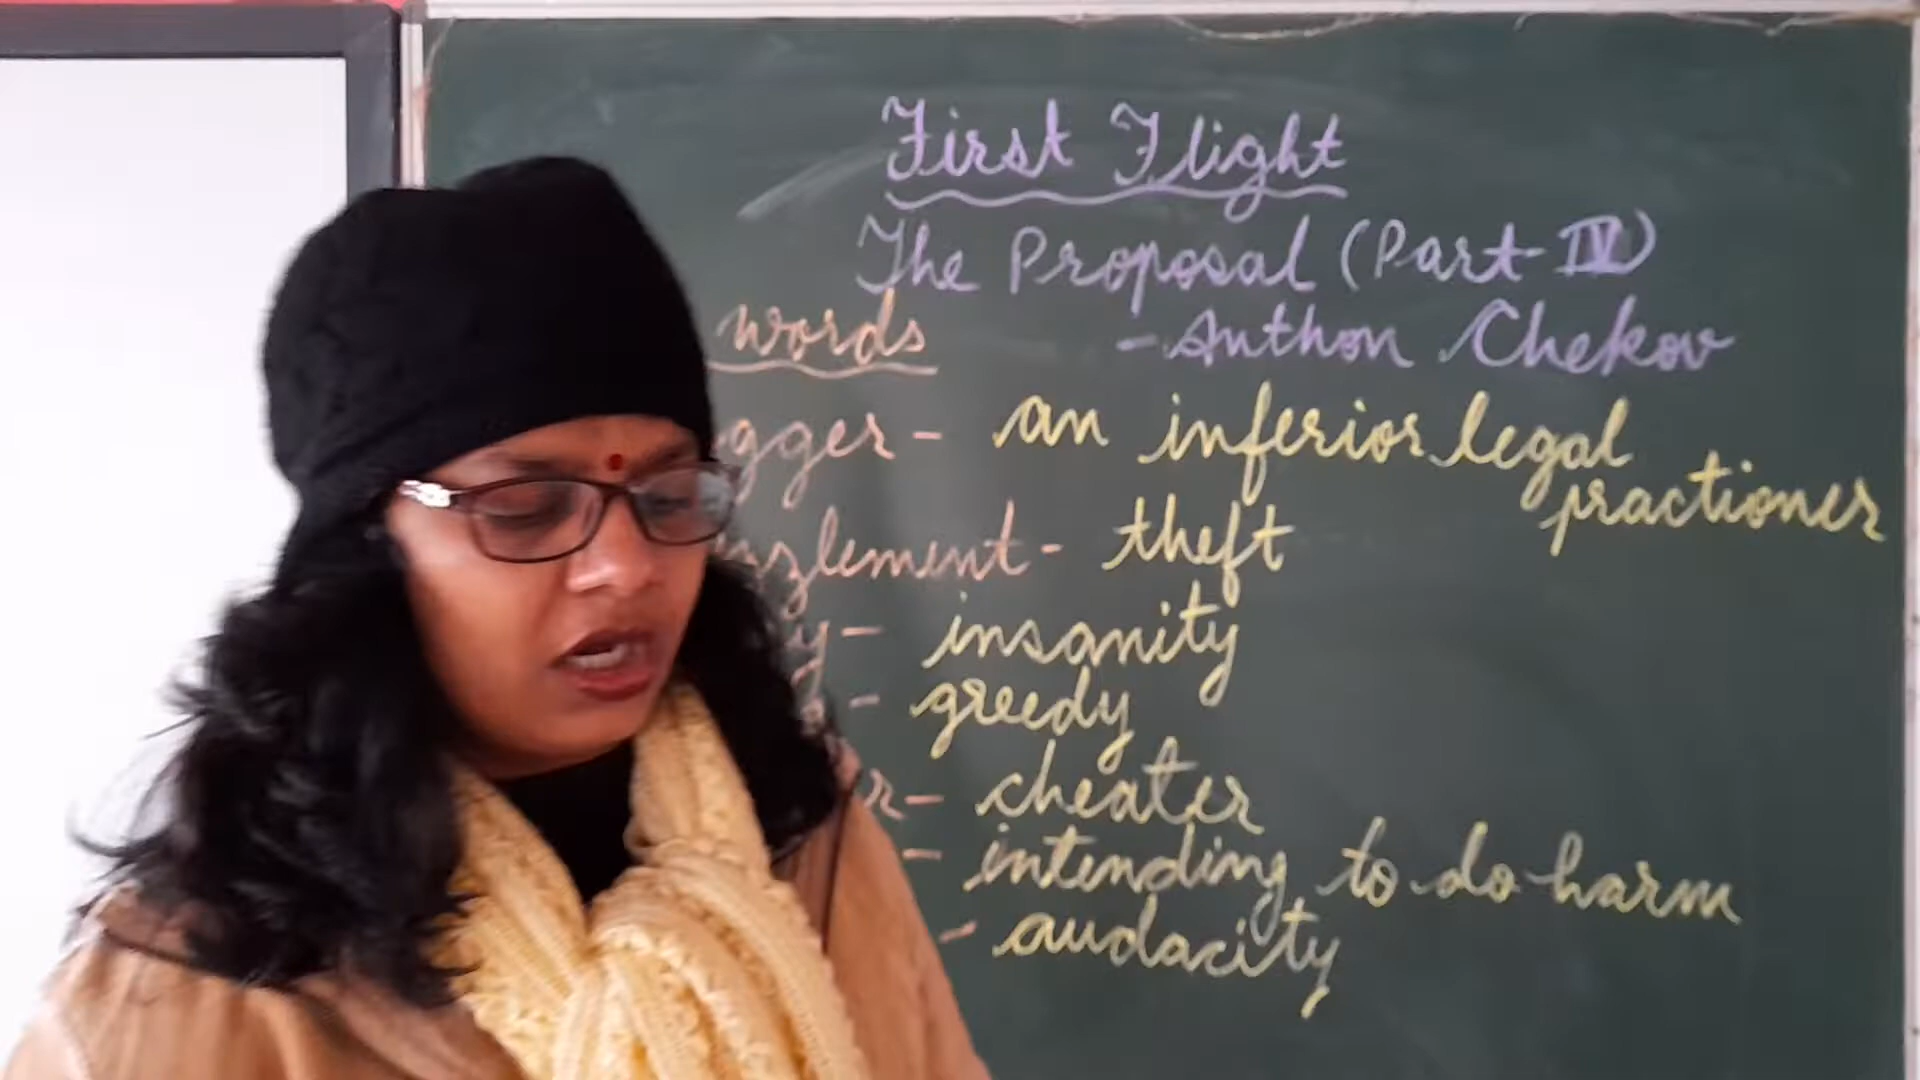 First Flight
The Proposal (Part-IV)
words - Anthon Chekov
gger - an inferior legal
practioner
zlement - theft
y - insanity
- greedy
r - cheater
- intending to do harm
- audacity